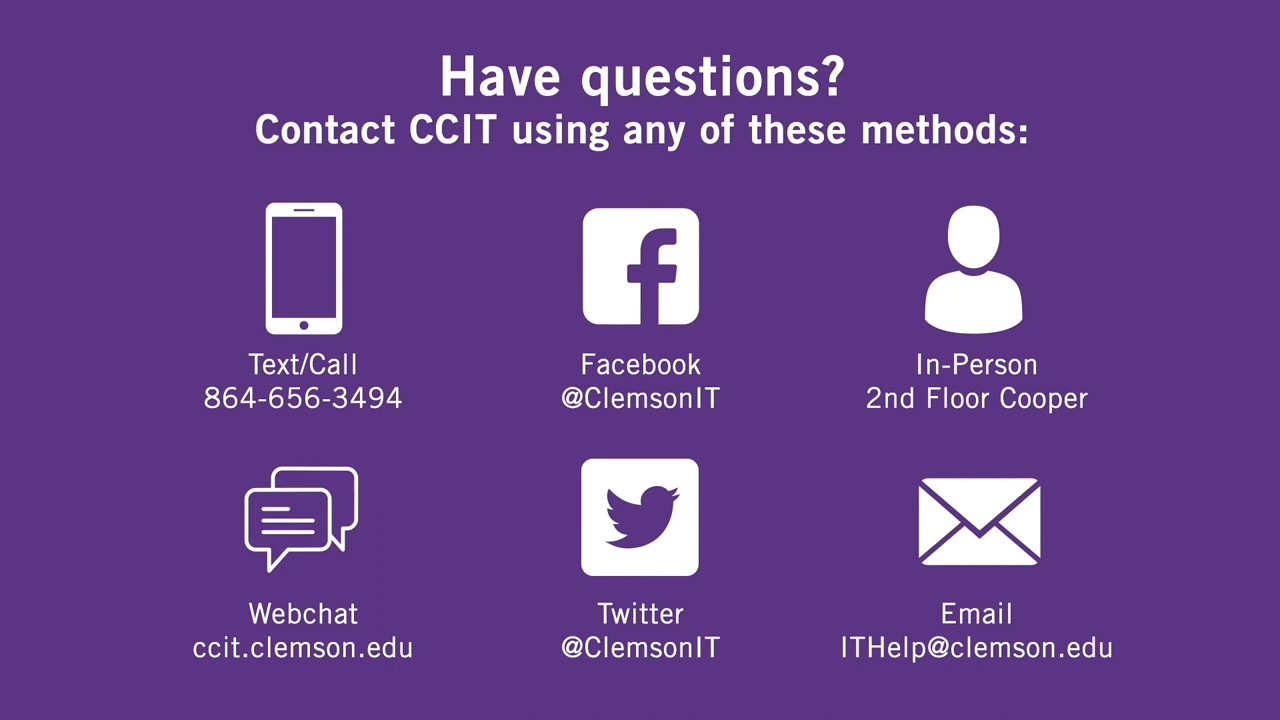 Have questions?
Contact CCIT using any of these methods:
Text/Call
864-656-3494
Facebook
@ClemsonIT
In-Person
2nd Floor Cooper
Webchat
ccit.clemson.edu
Twitter
@ClemsonIT
Email
ITHelp@clemson.edu